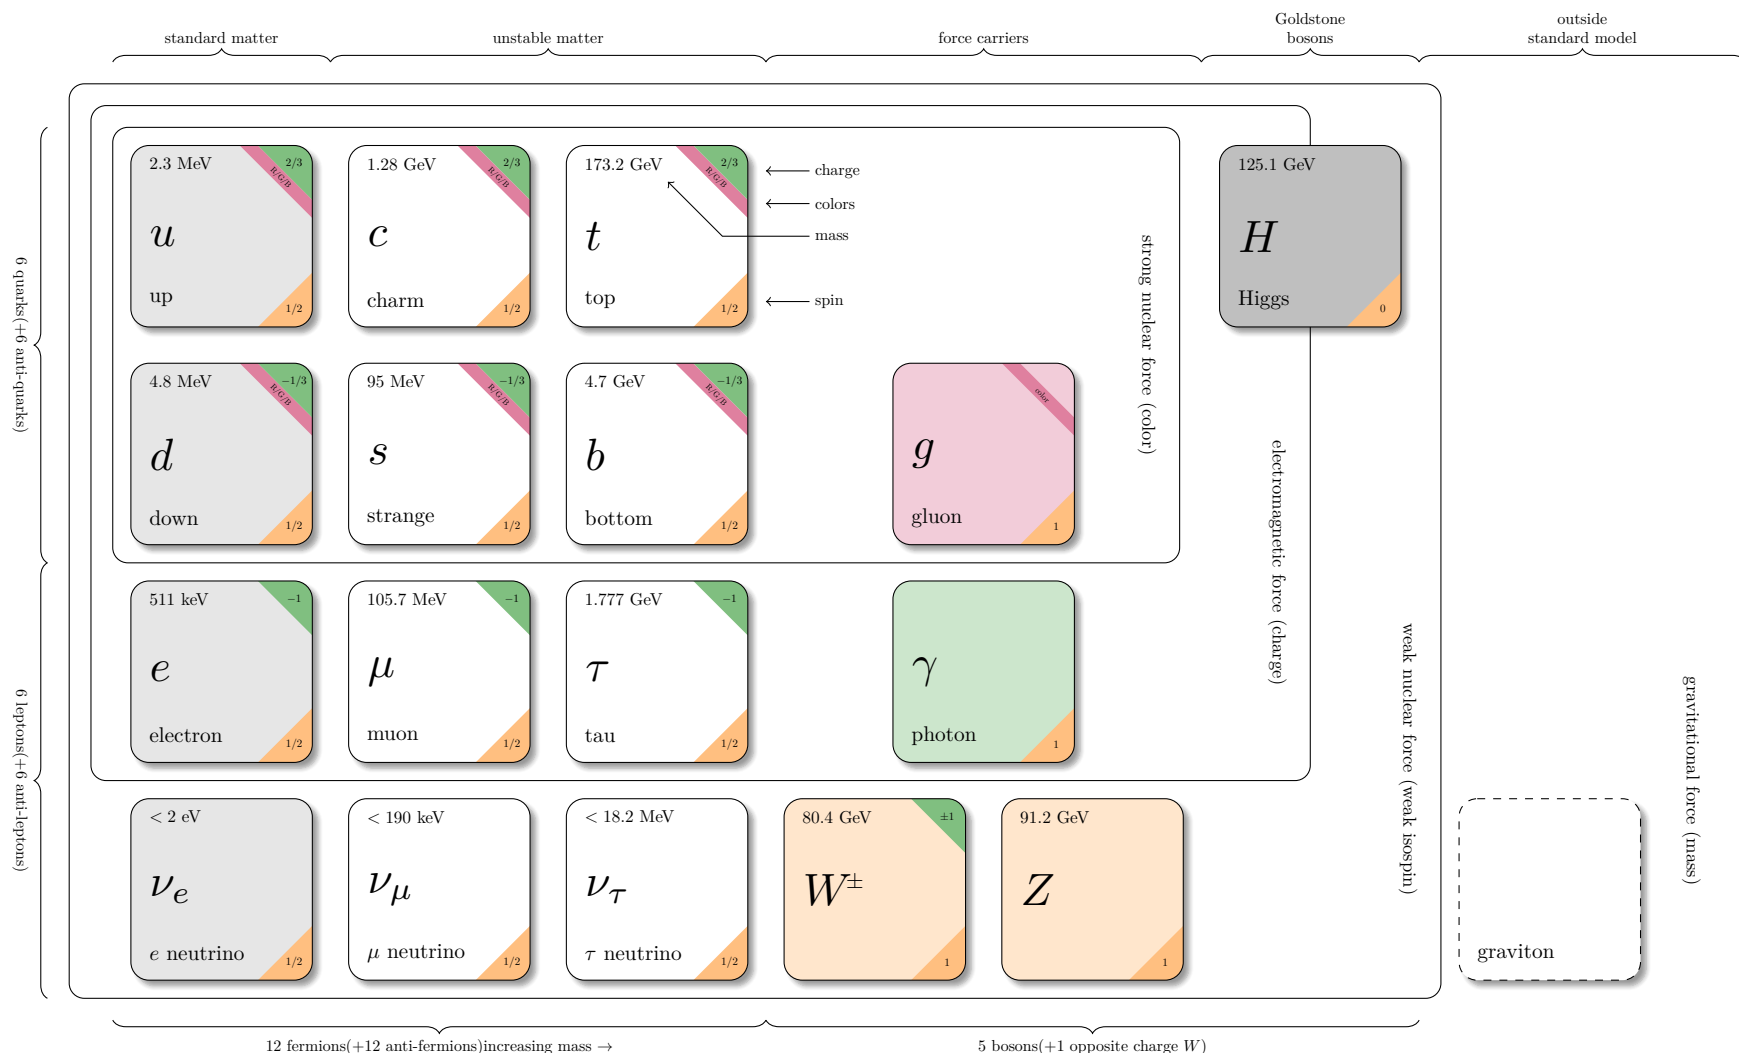 standard matter
unstable matter
force carriers
Goldstone
bosons
outside
standard model
6 quarks(+6 anti-quarks)
6 leptons(+6 anti-leptons)
2.3 MeV
2/3
R/G/B
u
up
1/2
1.28 GeV
2/3
R/G/B
c
charm
1/2
173.2 GeV
2/3
R/G/B
t
top
1/2
charge
colors
mass
spin
strong nuclear force (color)
125.1 GeV
H
Higgs
0
4.8 MeV
−1/3
R/G/B
d
down
1/2
95 MeV
−1/3
R/G/B
s
strange
1/2
4.7 GeV
−1/3
R/G/B
b
bottom
1/2
color
g
gluon
1
electromagnetic force (charge)
511 keV
−1
e
electron
1/2
105.7 MeV
−1
μ
muon
1/2
1.777 GeV
−1
τ
tau
1/2
γ
photon
1
weak nuclear force (weak isospin)
gravitational force (mass)
< 2 eV
νe
e neutrino
1/2
< 190 keV
νμ
μ neutrino
1/2
< 18.2 MeV
ντ
τ neutrino
1/2
80.4 GeV
±1
W±
1
91.2 GeV
Z
1
graviton
12 fermions(+12 anti-fermions)increasing mass →
5 bosons(+1 opposite charge W)